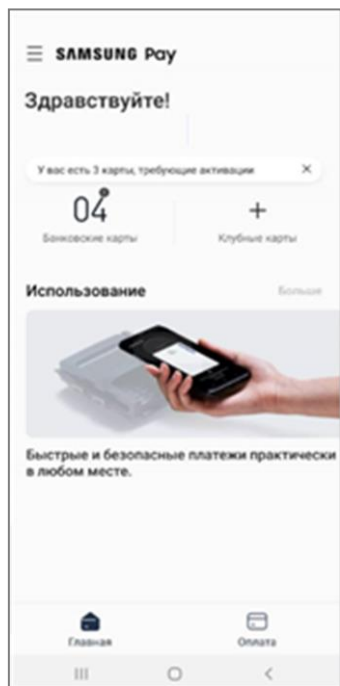 SAMSUNG Pay
Здравствуйте!
У вас есть 3 карты, требующие активации
04
+
Банковские карты
Клубные карты
Использование
Больше
Быстрые и безопасные платежи практически
в любом месте.
Главная
Оплата